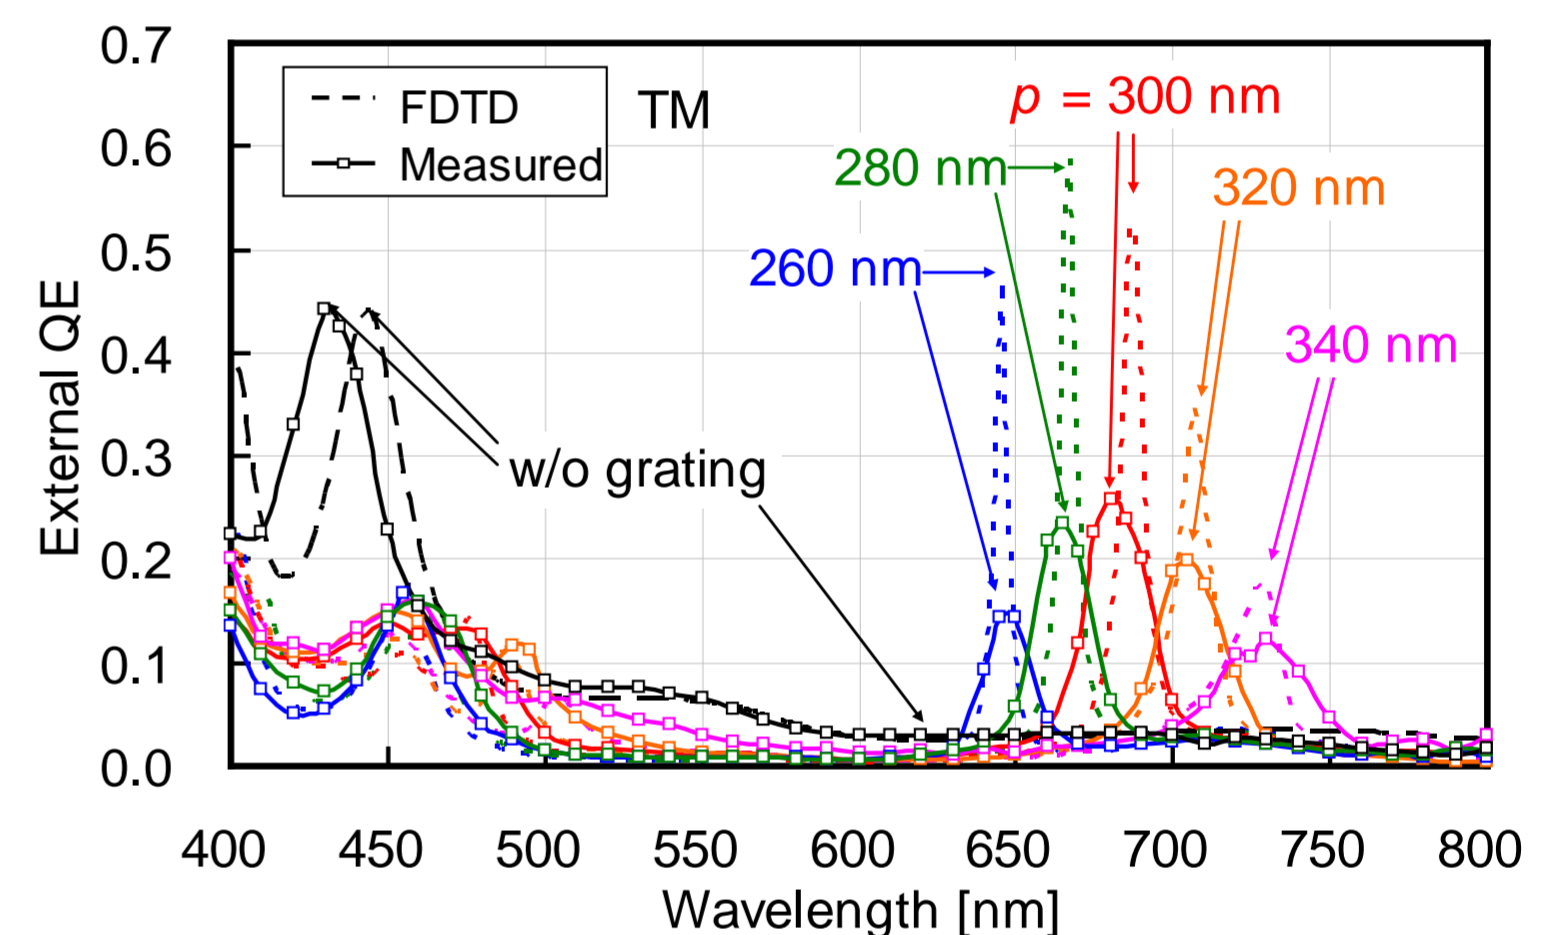 0.7
0.6
0.5
0.4
0.3
0.2
0.1
0.0
External QE
FDTD
Measured
TM
p = 300 nm
280 nm
320 nm
260 nm
340 nm
w/o grating
400 450 500 550 600 650 700 750 800
Wavelength [nm]